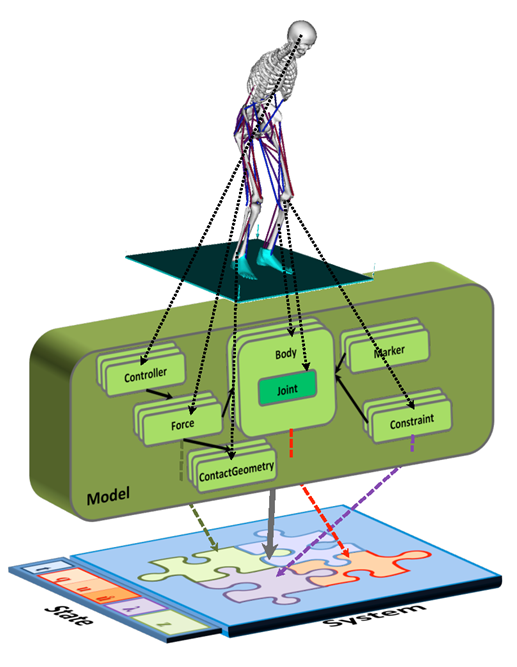 Body
Marker
Controller
Joint
Force
Constraint
ContactGeometry
Model
t
q
u
λ
z
State
System